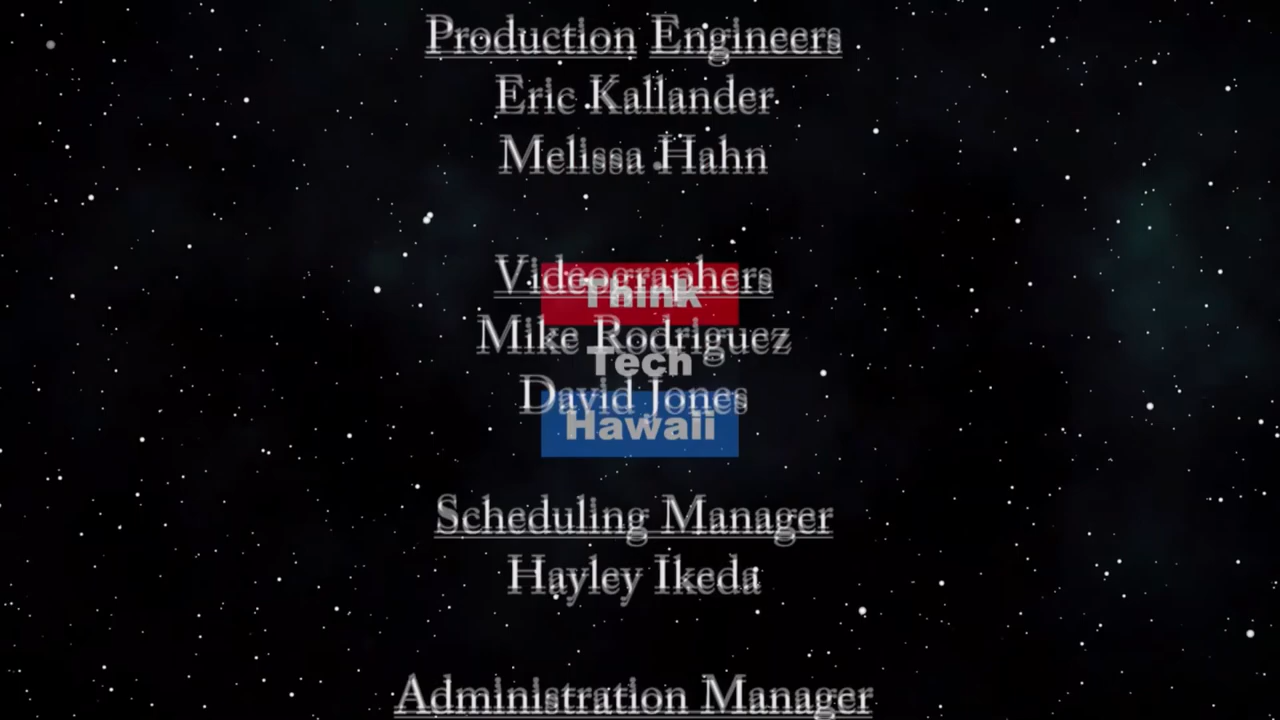 Production Engineers
Eric Kallander
Melissa Hahn
Videographers
Think
Mike Rodriguez
Tech
David Jones
Hawaii
Scheduling Manager
Hayley Ikeda
Administration Manager